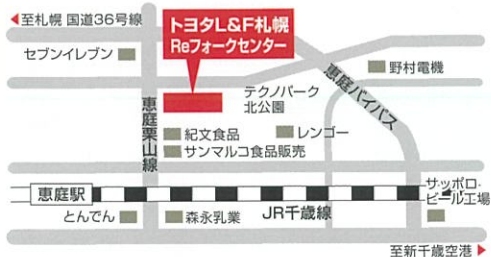 ◀至札幌 国道36号線
トヨタL&F札幌
Reフォークセンター
セブンイレブン
野村電機
テクノパーク
北公園
恵庭バイパス
恵庭栗山線
紀文食品
レンゴー
サンマルコ食品販売
サッポロ
ビール工場
恵庭駅
とんでん
森永乳業
JR千歳線
至新千歳空港▶